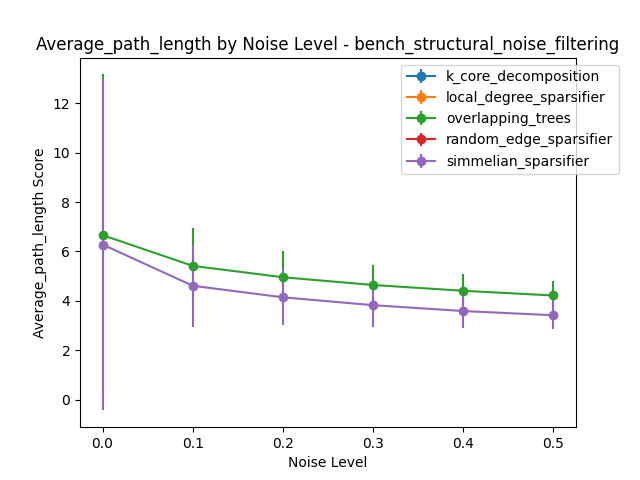 Average_path_length by Noise Level - bench_structural_noise_filtering
k_core_decomposition
local_degree_sparsifier
overlapping_trees
random_edge_sparsifier
simmelian_sparsifier
Average_path_length Score
12
10
8
6
4
2
0
0.0 0.1 0.2 0.3 0.4 0.5
Noise Level